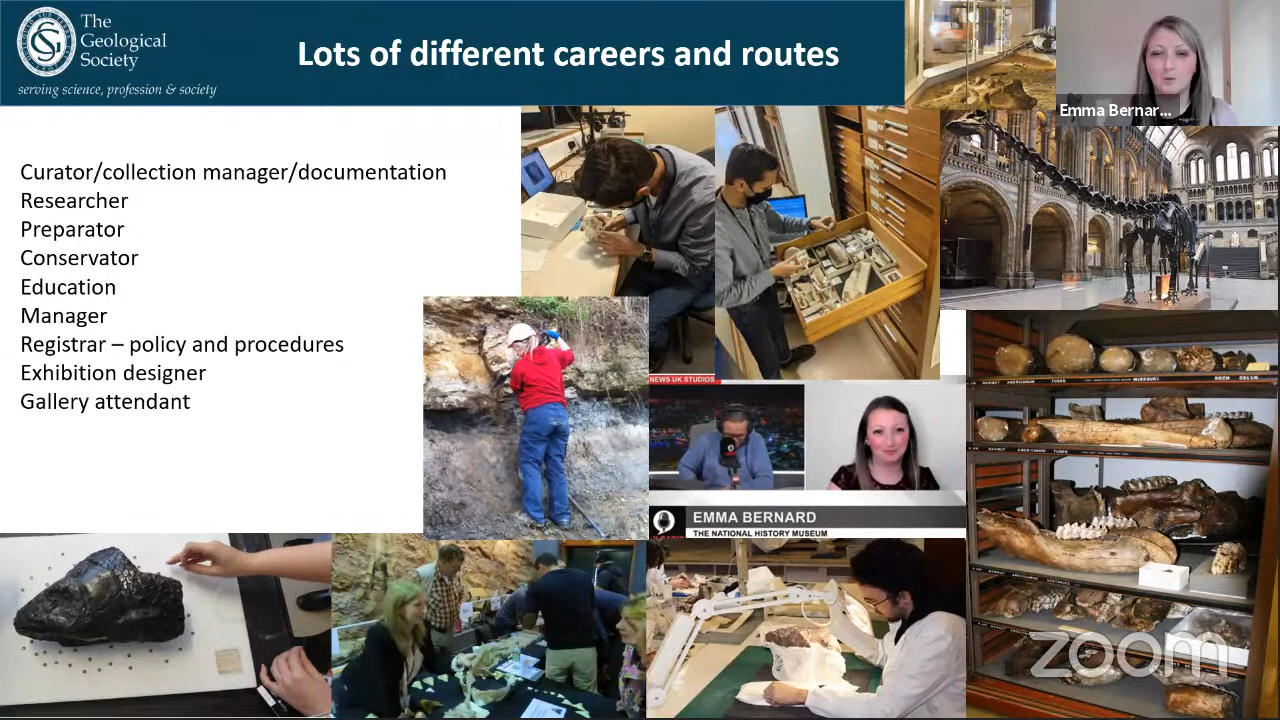 The
Geological
Society
serving science, profession & society
Lots of different careers and routes
Emma Bernar...
Curator/collection manager/documentation
Researcher
Preparator
Conservator
Education
Manager
Registrar – policy and procedures
Exhibition designer
Gallery attendant
NEWS UK STUDIOS
EMMA BERNARD
THE NATIONAL HISTORY MUSEUM
MISSOURI
zoom